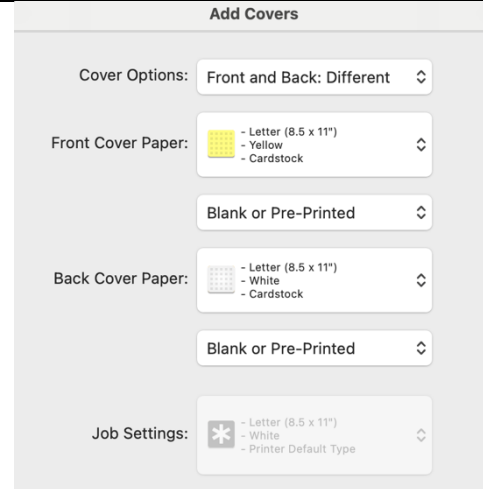 Add Covers
Cover Options: Front and Back: Different
Front Cover Paper:
- Letter (8.5 x 11")
- Yellow
- Cardstock
Blank or Pre-Printed
Back Cover Paper:
- Letter (8.5 x 11")
- White
- Cardstock
Blank or Pre-Printed
Job Settings:
- Letter (8.5 x 11")
- White
- Printer Default Type